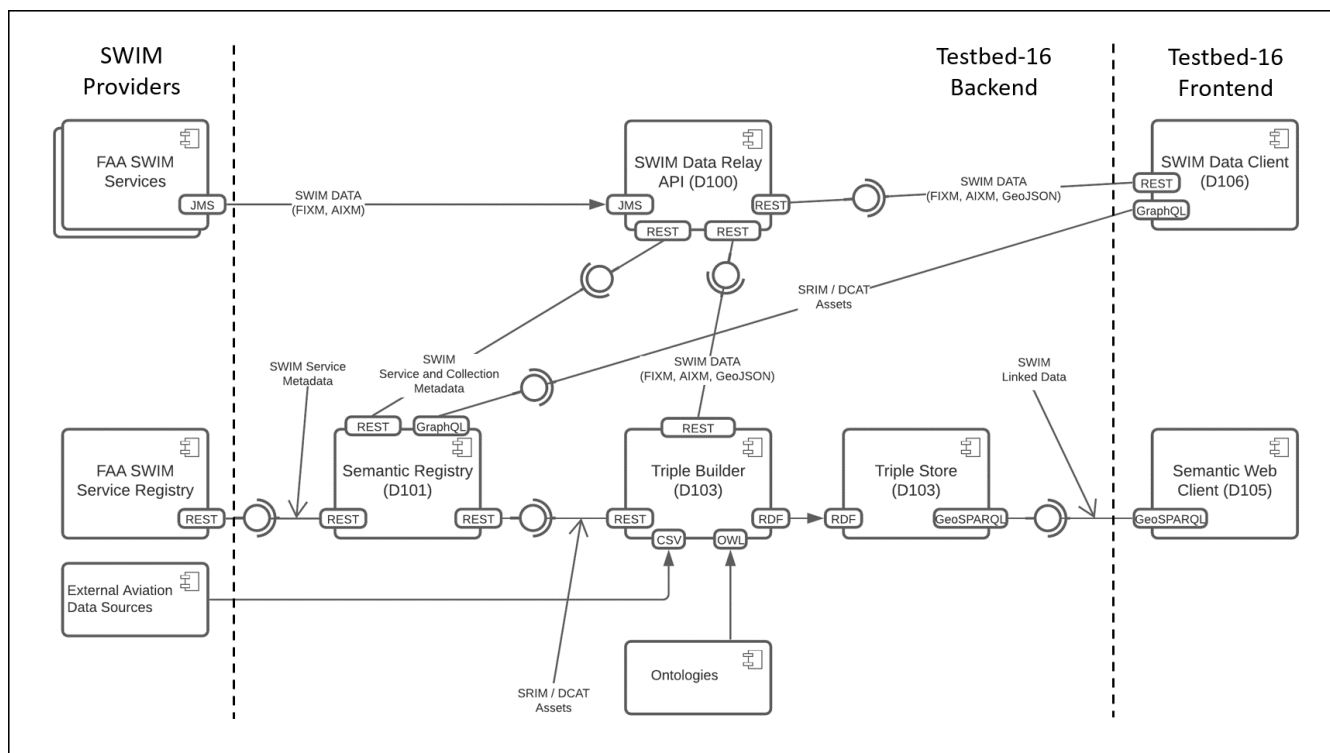 SWIM
Providers
Testbed-16
Backend
Testbed-16
Frontend
FAA SWIM
Services
JMS
SWIM DATA
(FIXM, AIXM)
SWIM Data Relay
API (D100)
JMS
REST
REST
REST
SWIM DATA
(FIXM, AIXM, GeoJSON)
SWIM Data Client
(D106)
REST
GraphQL
SRIM / DCAT
Assets
SWIM Service
Metadata
SWIM
Service and Collection
Metadata
SWIM DATA
(FIXM, AIXM, GeoJSON)
SWIM
Linked Data
FAA SWIM
Service Registry
REST
REST
GraphQL
Semantic Registry
(D101)
REST
REST
REST
Triple Builder
(D103)
REST
RDF
CSV
OWL
Triple Store
(D103)
RDF
GeoSPARQL
Semantic Web
Client (D105)
GeoSPARQL
External Aviation
Data Sources
Ontologies
SRIM / DCAT
Assets